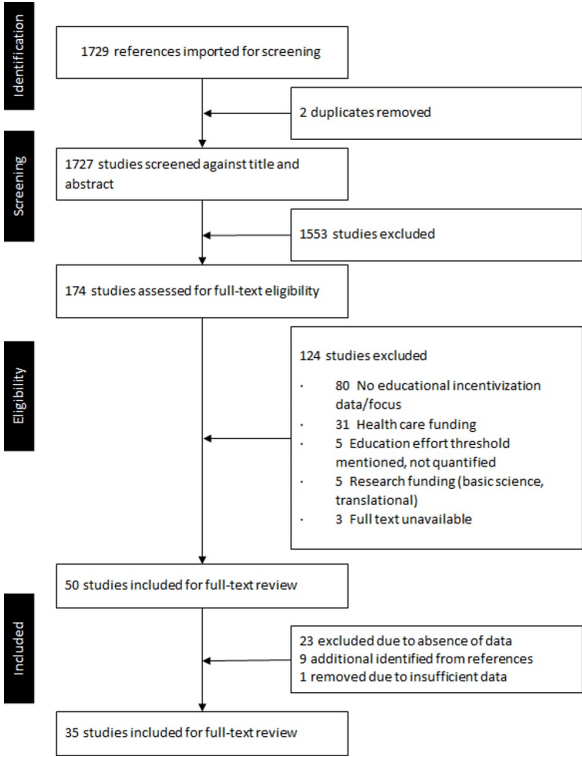 Identification
1729 references imported for screening
2 duplicates removed
Screening
1727 studies screened against title and
abstract
1553 studies excluded
174 studies assessed for full-text eligibility
Eligibility
124 studies excluded
· 80 No educational incentivization
data/focus
· 31 Health care funding
· 5 Education effort threshold
mentioned, not quantified
· 5 Research funding (basic science,
translational)
· 3 Full text unavailable
50 studies included for full-text review
Included
23 excluded due to absence of data
9 additional identified from references
1 removed due to insufficient data
35 studies included for full-text review